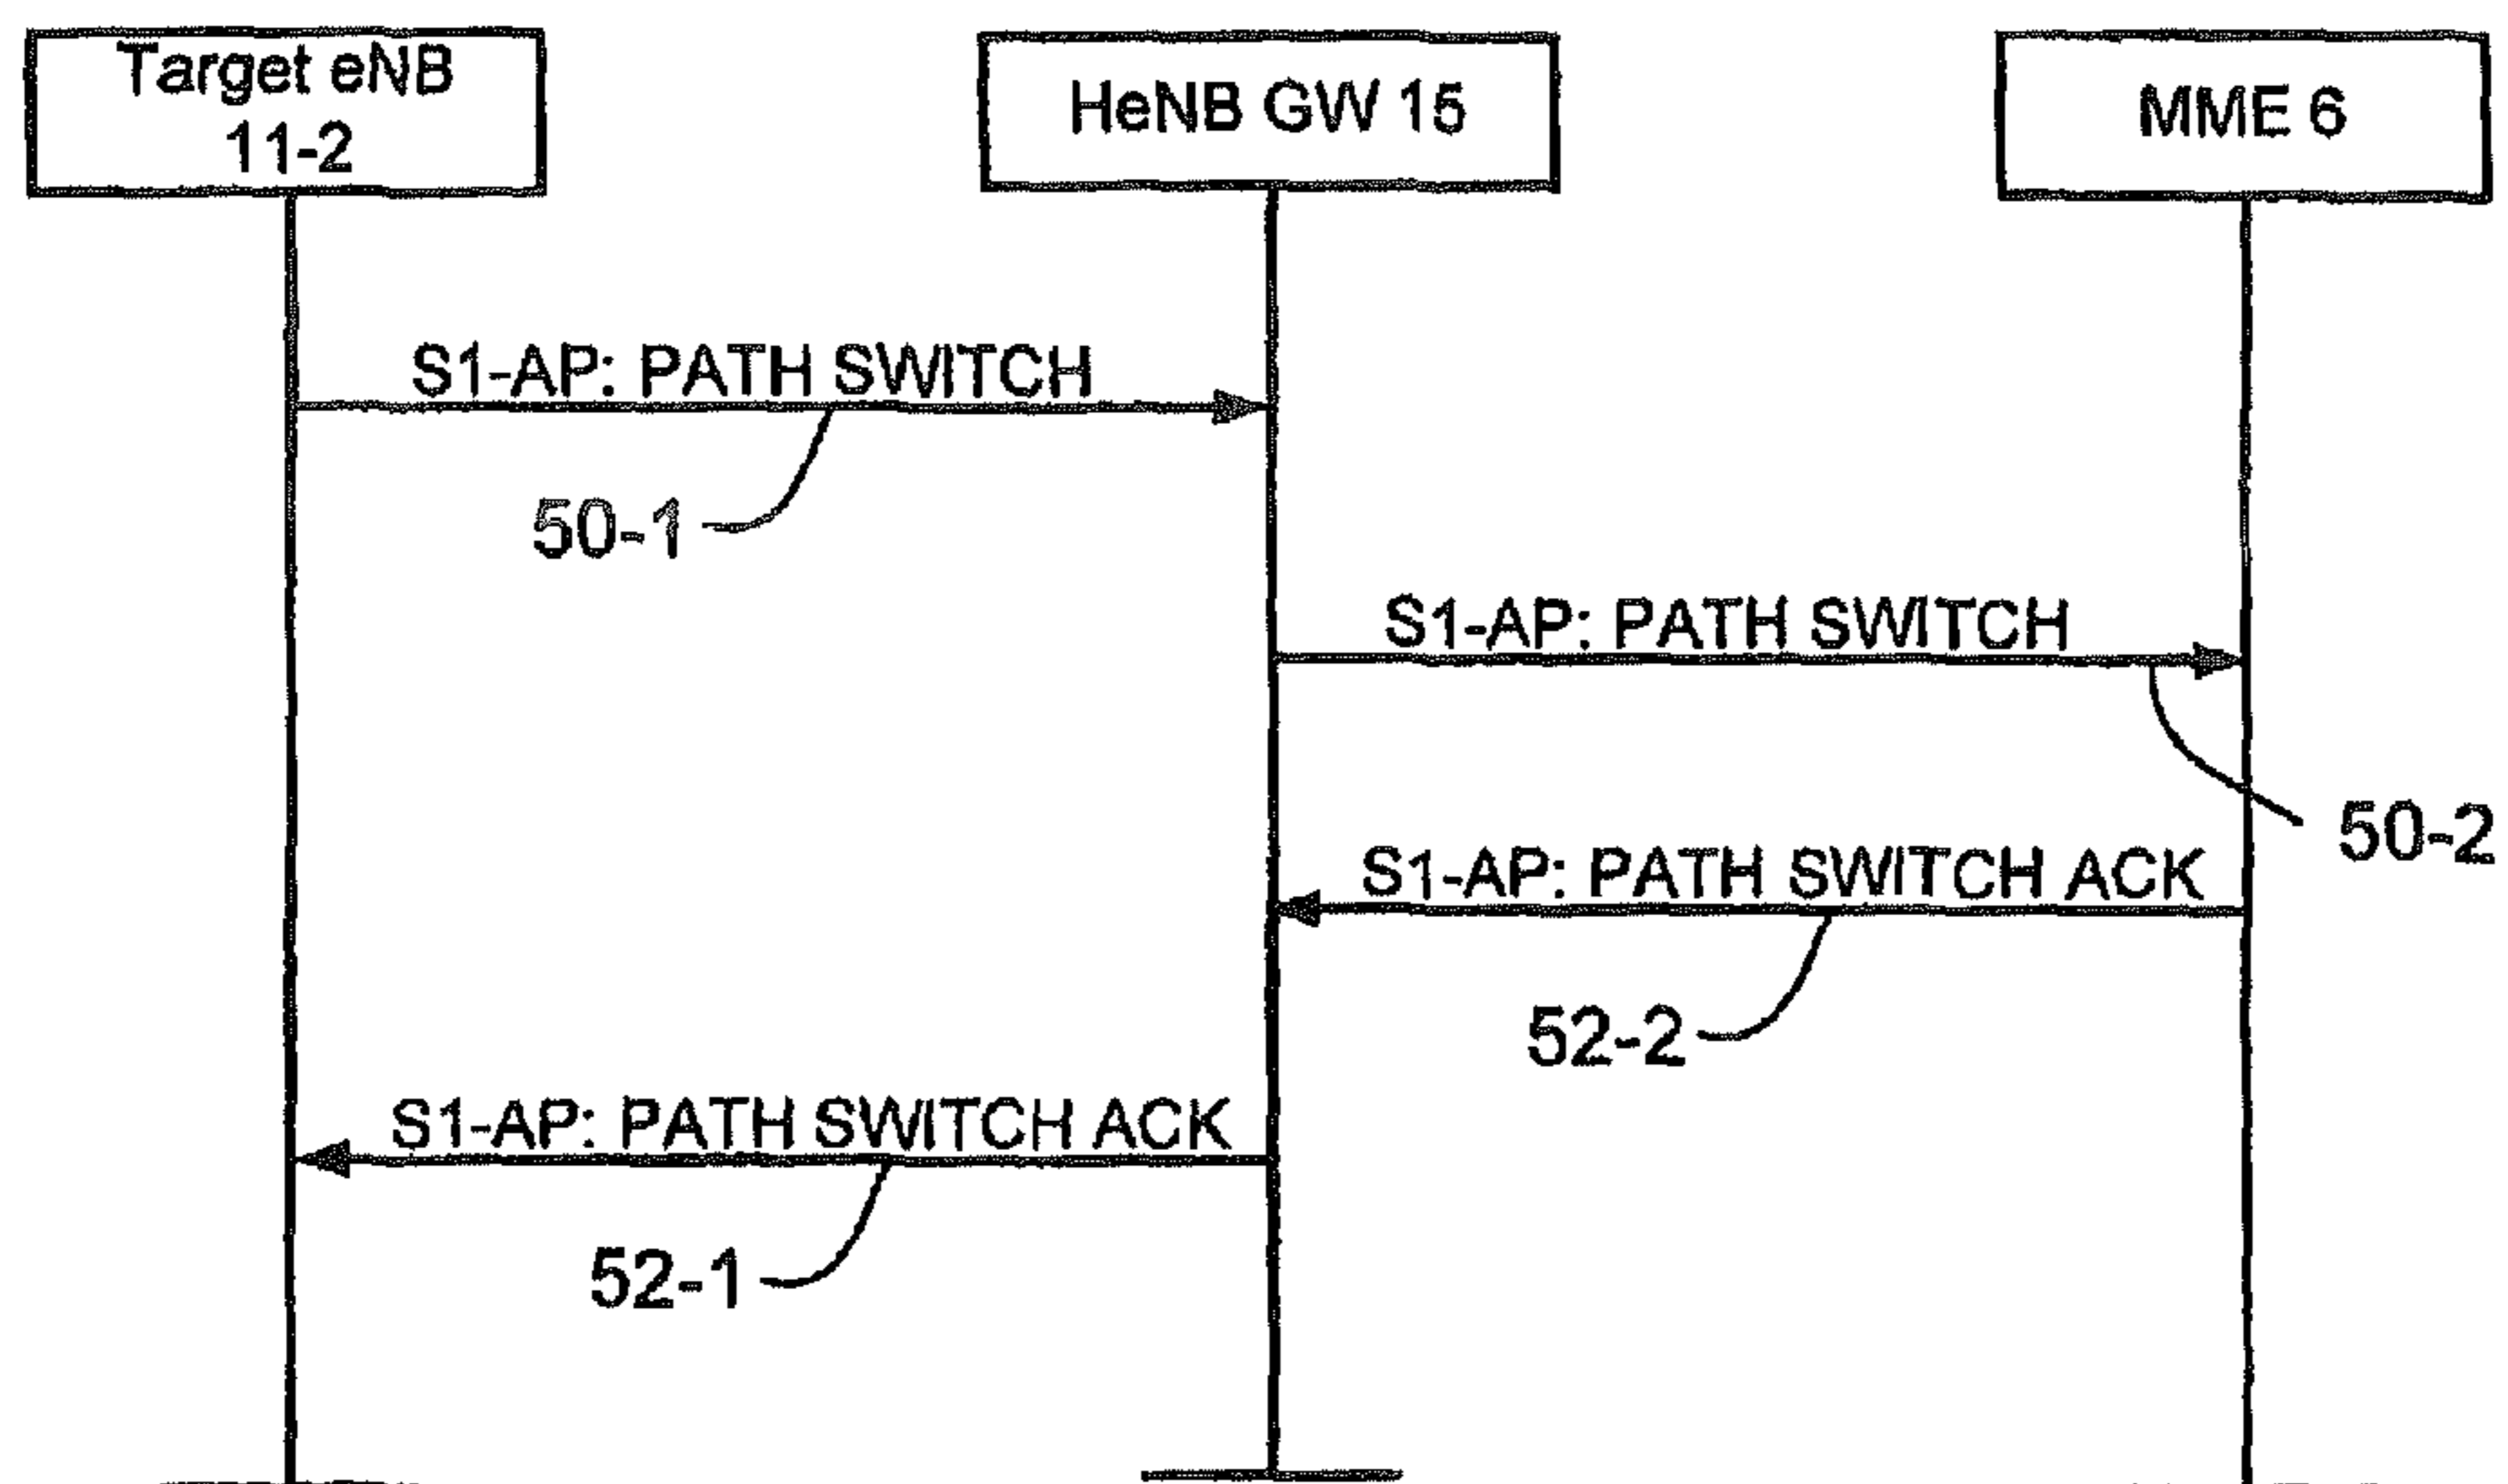 Target eNB
11-2
HeNB GW 15
MME 6
S1-AP: PATH SWITCH
50-1
S1-AP: PATH SWITCH
50-2
S1-AP: PATH SWITCH ACK
52-2
S1-AP: PATH SWITCH ACK
52-1